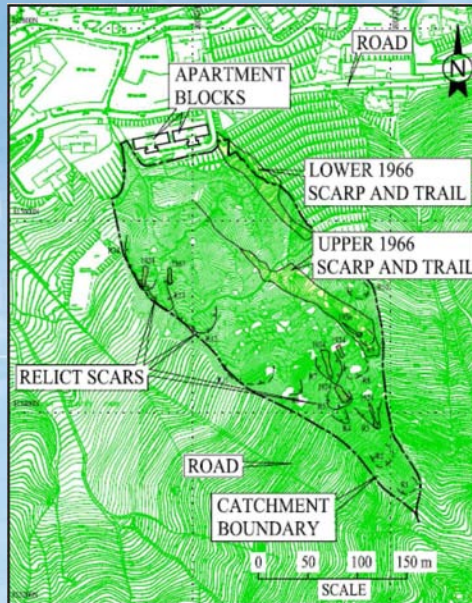 ROAD
N
APARTMENT
BLOCKS
LOWER 1966
SCARP AND TRAIL
UPPER 1966
SCARP AND TRAIL
RELICT SCARS
ROAD
CATCHMENT
BOUNDARY
0 50 100 150 m
SCALE